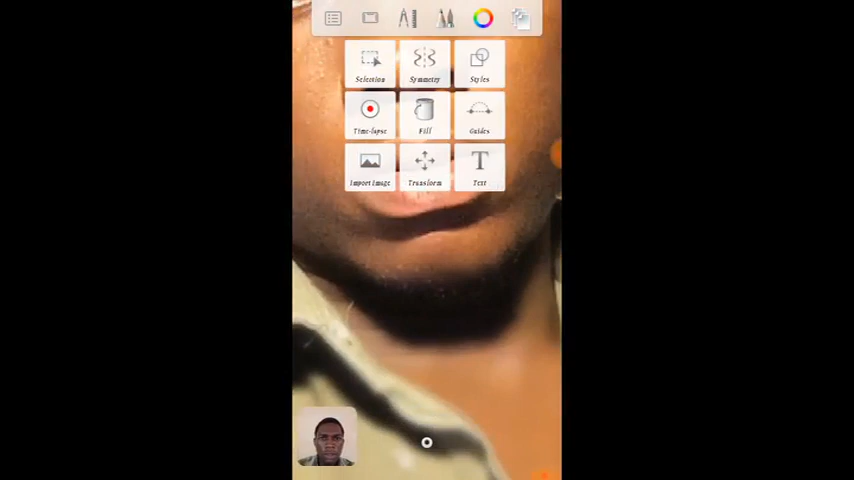 Selection Symmetry Styles
Time-lapse Fill Guides
Import Image Transform Text